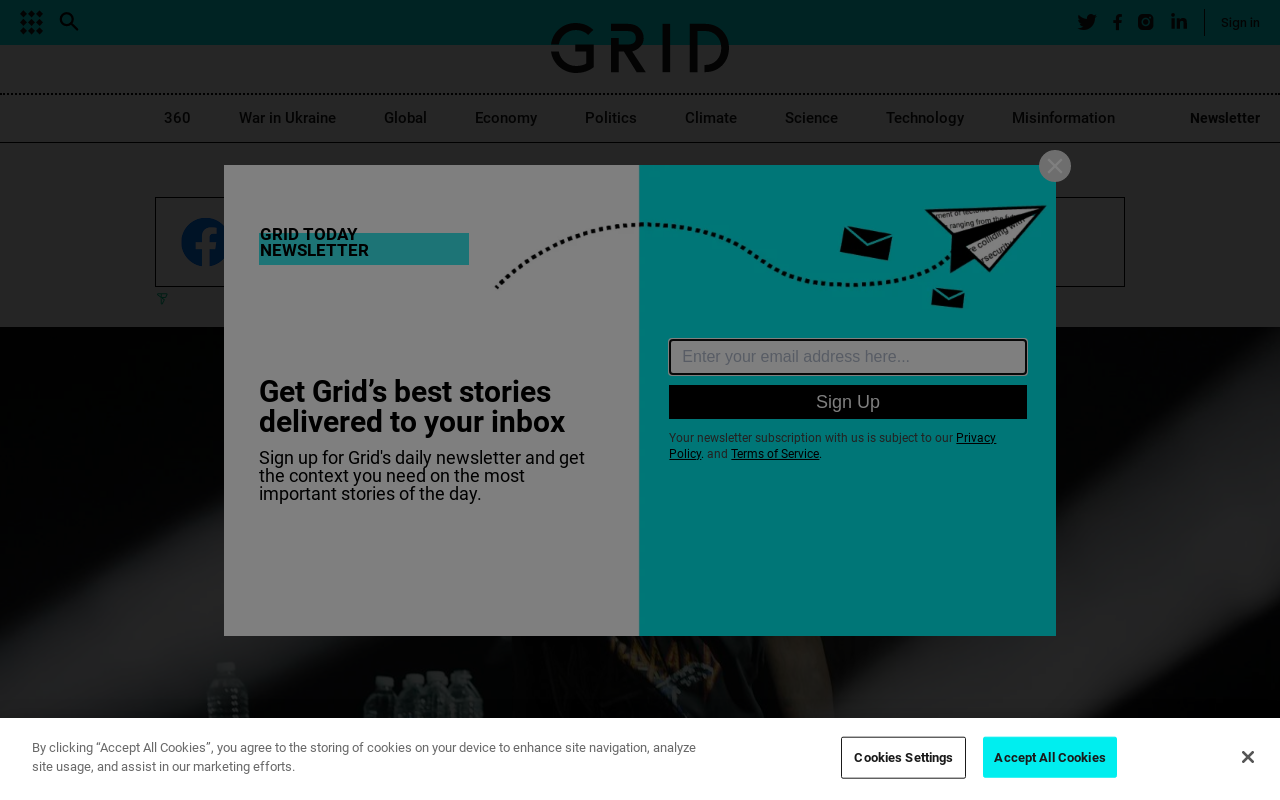 GRID
Sign in
360
War in Ukraine
Global
Economy
Politics
Climate
Science
Technology
Misinformation
Newsletter
GRID TODAY
NEWSLETTER
Get Grid’s best stories
delivered to your inbox
Sign up for Grid's daily newsletter and get
the context you need on the most
important stories of the day.
Enter your email address here...
Sign Up
Your newsletter subscription with us is subject to our Privacy
Policy. and Terms of Service.
By clicking “Accept All Cookies”, you agree to the storing of cookies on your device to enhance site navigation, analyze
site usage, and assist in our marketing efforts.
Cookies Settings
Accept All Cookies